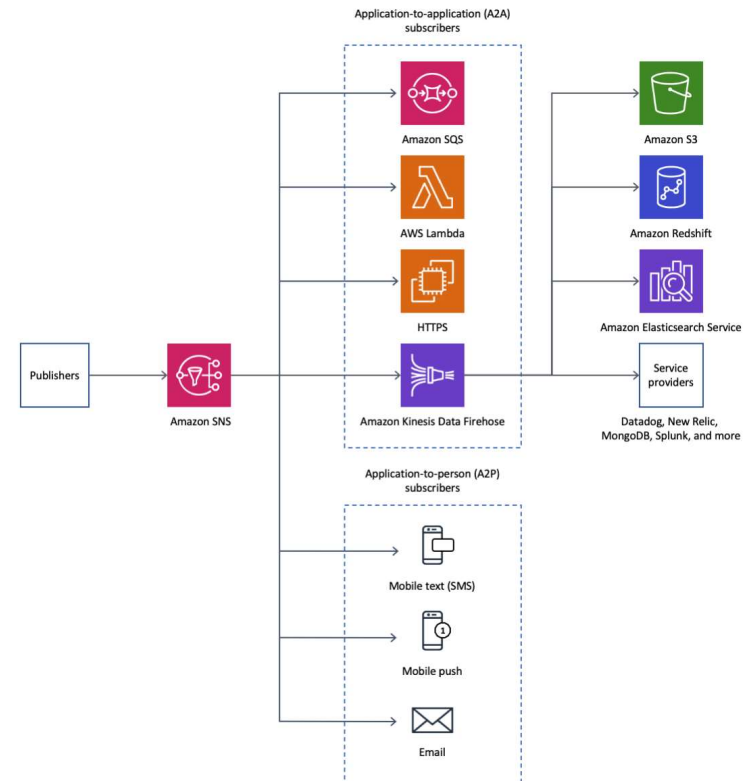 Application-to-application (A2A)
subscribers
Amazon SQS
Amazon S3
AWS Lambda
Amazon Redshift
HTTPS
Amazon Elasticsearch Service
Publishers
Amazon SNS
Amazon Kinesis Data Firehose
Service
providers
Datadog, New Relic,
MongoDB, Splunk, and more
Application-to-person (A2P)
subscribers
Mobile text (SMS)
1
Mobile push
Email